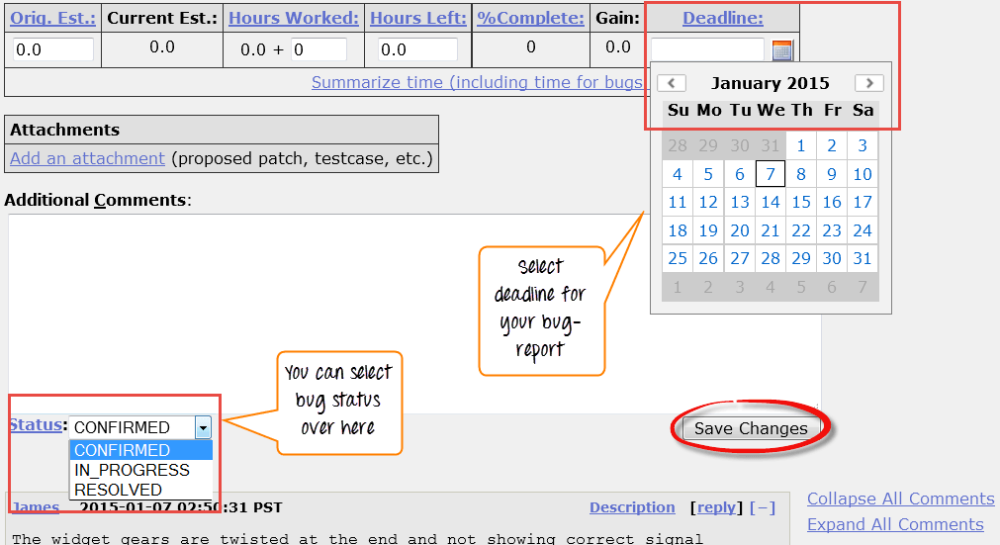 Orig. Est.: Current Est.: Hours Worked: Hours Left: %Complete: Gain: Deadline:
0.0 0.0 0.0 + 0 0.0 0 0.0
Summarize time (including time for bugs
January 2015
Su Mo Tu We Th Fr Sa
28 29 30 31 1 2 3
4 5 6 7 8 9 10
11 12 13 14 15 16 17
18 19 20 21 22 23 24
25 26 27 28 29 30 31
1 2 3 4 5 6 7
Attachments
Add an attachment (proposed patch, testcase, etc.)
Additional Comments:
Select
deadline for
your bug-
report
You can select
bug status
over here
Status: CONFIRMED
CONFIRMED
IN_PROGRESS
RESOLVED
Save Changes
James 2015-01-07 02:50:31 PST Description [reply] [−]
Collapse All Comments
Expand All Comments
The widget gears are twisted at the end and not showing correct signal